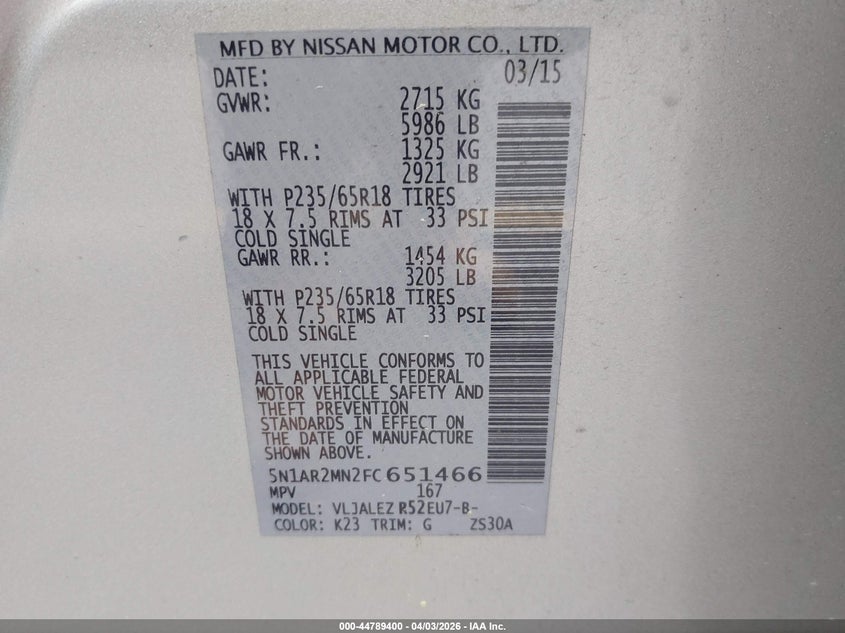 MFD BY NISSAN MOTOR CO., LTD.
DATE: 03/15
GVWR: 2715 KG
5986 LB
GAWR FR.: 1325 KG
2921 LB
WITH P235/65R18 TIRES
18 X 7.5 RIMS AT 33 PSI
COLD SINGLE
GAWR RR.: 1454 KG
3205 LB
WITH P235/65R18 TIRES
18 X 7.5 RIMS AT 33 PSI
COLD SINGLE
THIS VEHICLE CONFORMS TO
ALL APPLICABLE FEDERAL
MOTOR VEHICLE SAFETY AND
THEFT PREVENTION
STANDARDS IN EFFECT ON
THE DATE OF MANUFACTURE
SHOWN ABOVE.
5N1AR2MN2FC651466
MPV 167
MODEL: VLJALEZ R52EU7-B-
COLOR: K23 TRIM: G ZS30A
000-44789400 - 04/03/2026 - IAA Inc.